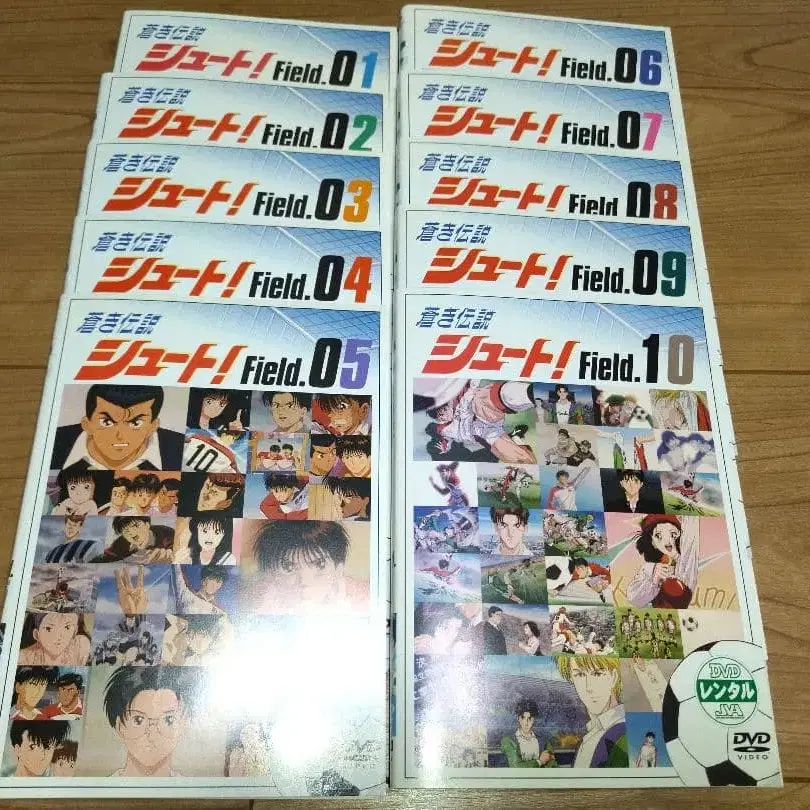 蒼き伝説
シュート! Field.01
蒼き伝説
シュート! Field.02
蒼き伝説
シュート! Field.03
蒼き伝説
シュート! Field.04
蒼き伝説
シュート! Field.05
10
DVD
VIDEO
蒼き伝説
シュート! Field.06
蒼き伝説
シュート! Field.07
蒼き伝説
シュート! Field.08
蒼き伝説
シュート! Field.09
蒼き伝説
シュート! Field.10
DVD
レンタル
JVA
DVD
VIDEO